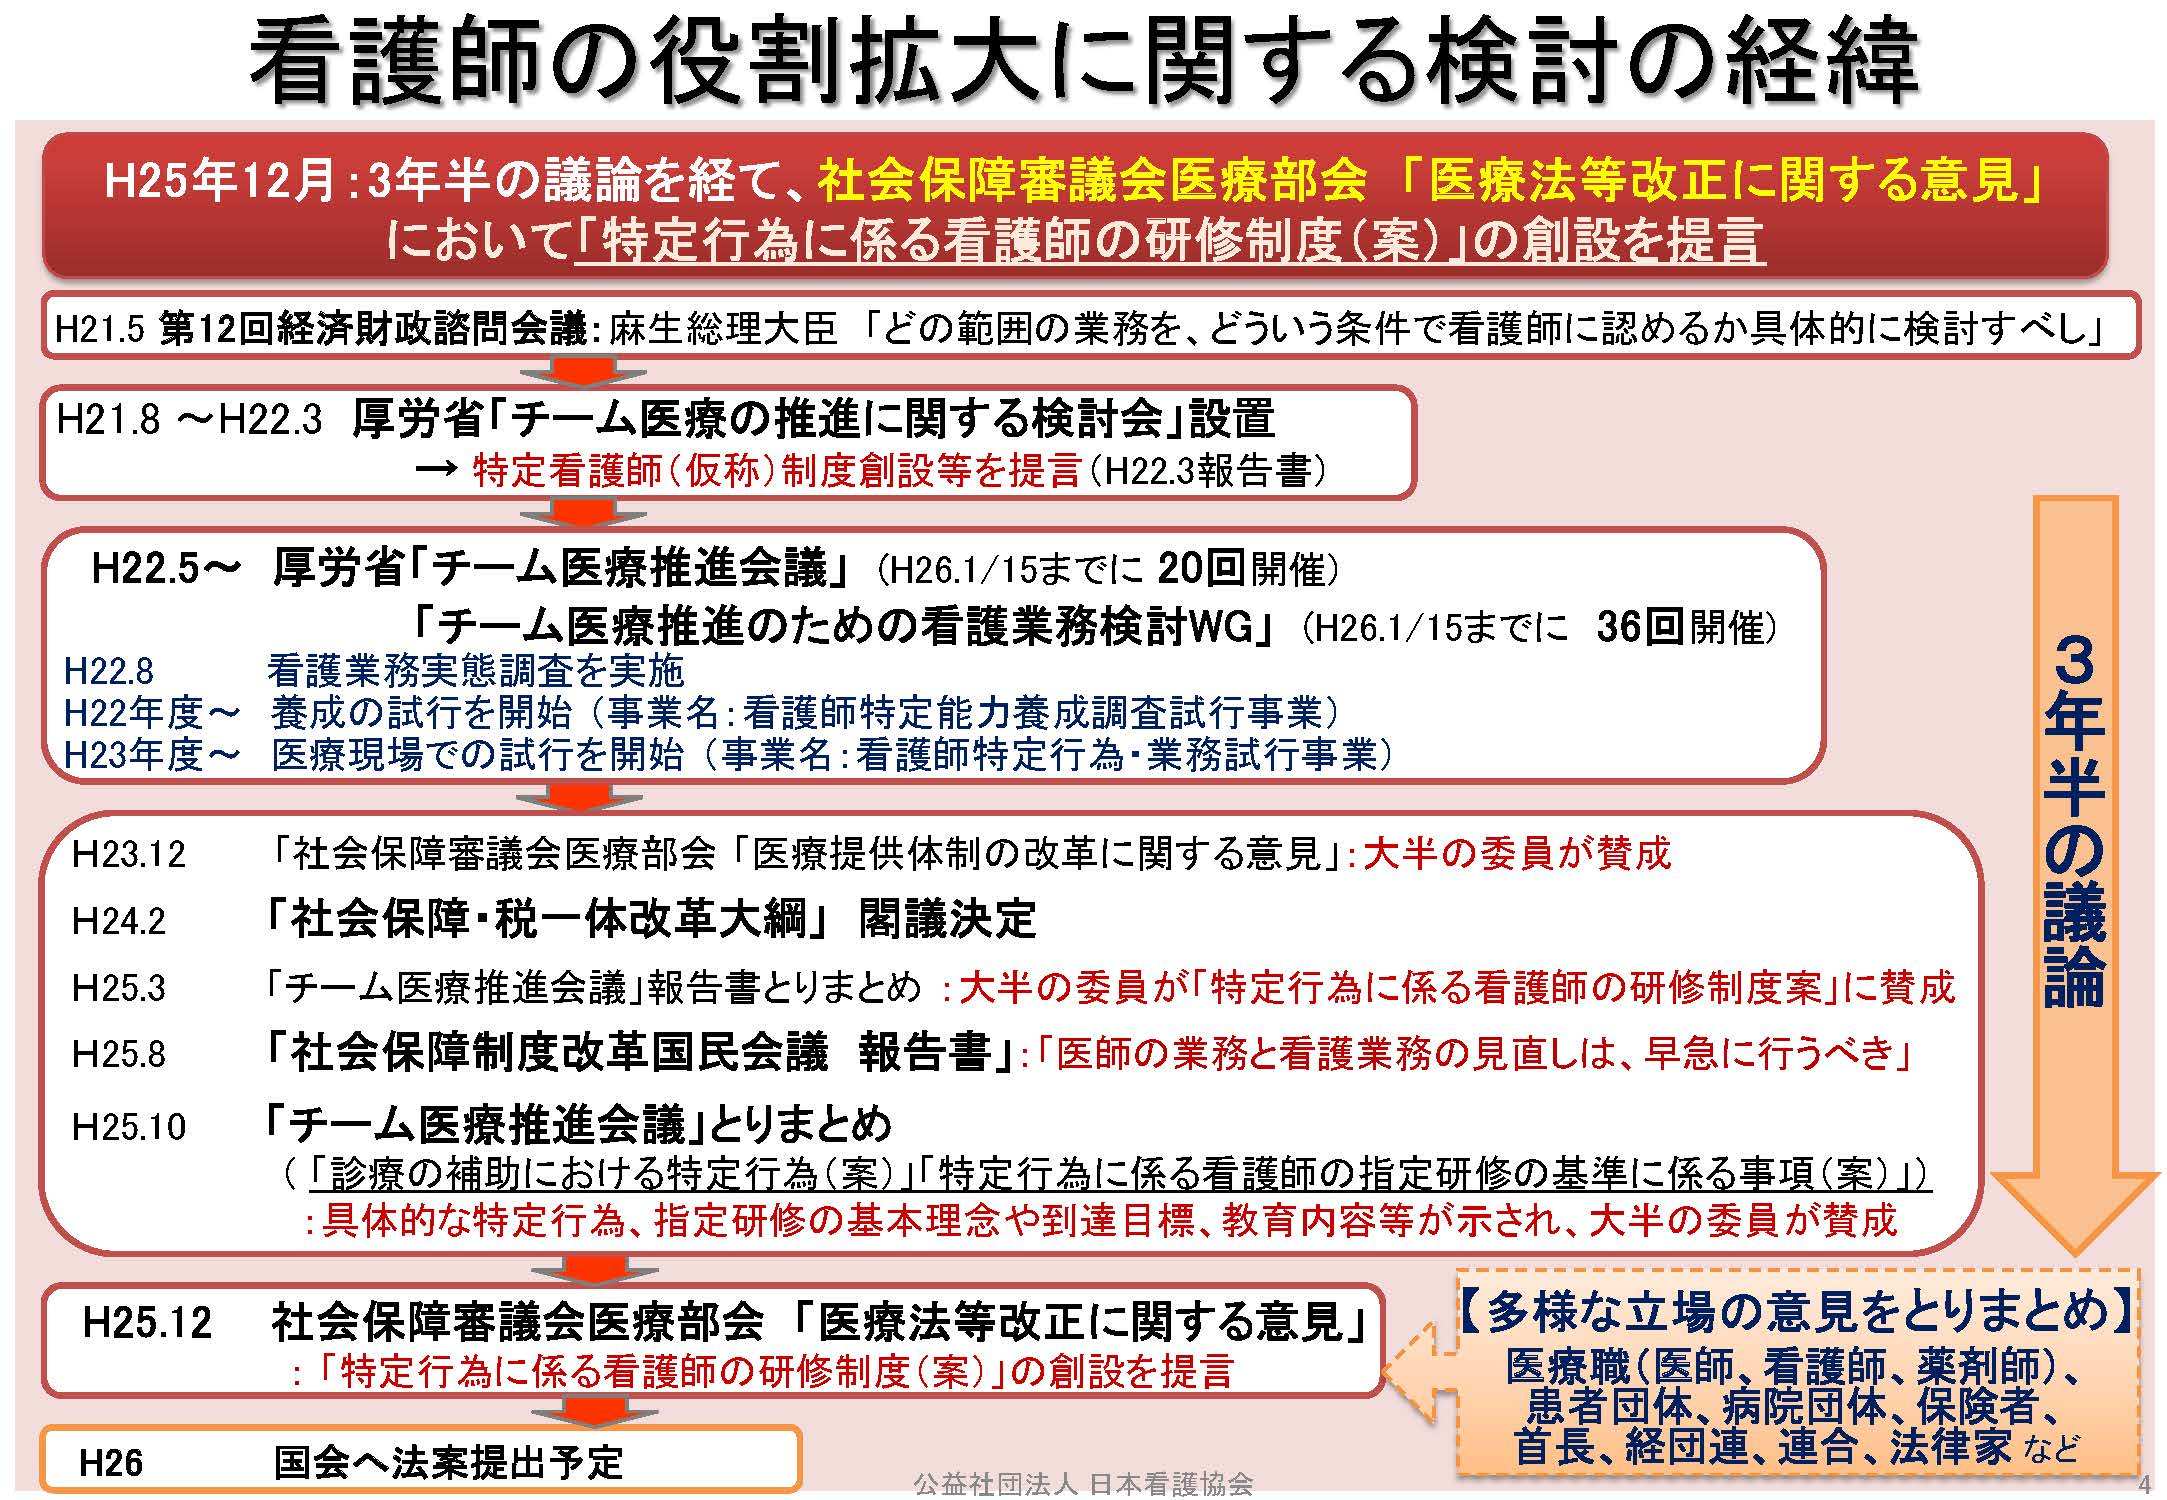 看護師の役割拡大に関する検討の経緯
H25年12月：3年半の議論を経て、社会保障審議会医療部会 「医療法等改正に関する意見」
において「特定行為に係る看護師の研修制度（案）」の創設を提言
H21.5 第12回経済財政諮問会議：麻生総理大臣 「どの範囲の業務を、どういう条件で看護師に認めるか具体的に検討すべし」
H21.8 ～H22.3 厚労省「チーム医療の推進に関する検討会」設置
→ 特定看護師（仮称）制度創設等を提言（H22.3報告書）
H22.5～ 厚労省「チーム医療推進会議」 （H26.1/15までに 20回開催）
「チーム医療推進のための看護業務検討WG」 （H26.1/15までに 36回開催）
H22.8 看護業務実態調査を実施
H22年度～ 養成の試行を開始 （事業名：看護師特定能力養成調査試行事業）
H23年度～ 医療現場での試行を開始 （事業名：看護師特定行為・業務試行事業）
H23.12 「社会保障審議会医療部会 「医療提供体制の改革に関する意見」：大半の委員が賛成
H24.2 「社会保障・税一体改革大綱」 閣議決定
H25.3 「チーム医療推進会議」報告書とりまとめ ：大半の委員が「特定行為に係る看護師の研修制度案」に賛成
H25.8 「社会保障制度改革国民会議 報告書」：「医師の業務と看護業務の見直しは、早急に行うべき」
H25.10 「チーム医療推進会議」とりまとめ
（「診療の補助における特定行為（案）」「特定行為に係る看護師の指定研修の基準に係る事項（案）」）
：具体的な特定行為、指定研修の基本理念や到達目標、教育内容等が示され、大半の委員が賛成
3年半の議論
H25.12 社会保障審議会医療部会 「医療法等改正に関する意見」
：「特定行為に係る看護師の研修制度（案）」の創設を提言
【多様な立場の意見をとりまとめ】
医療職（医師、看護師、薬剤師）、
患者団体、病院団体、保険者、
首長、経団連、連合、法律家 など
H26 国会へ法案提出予定
公益社団法人 日本看護協会
4